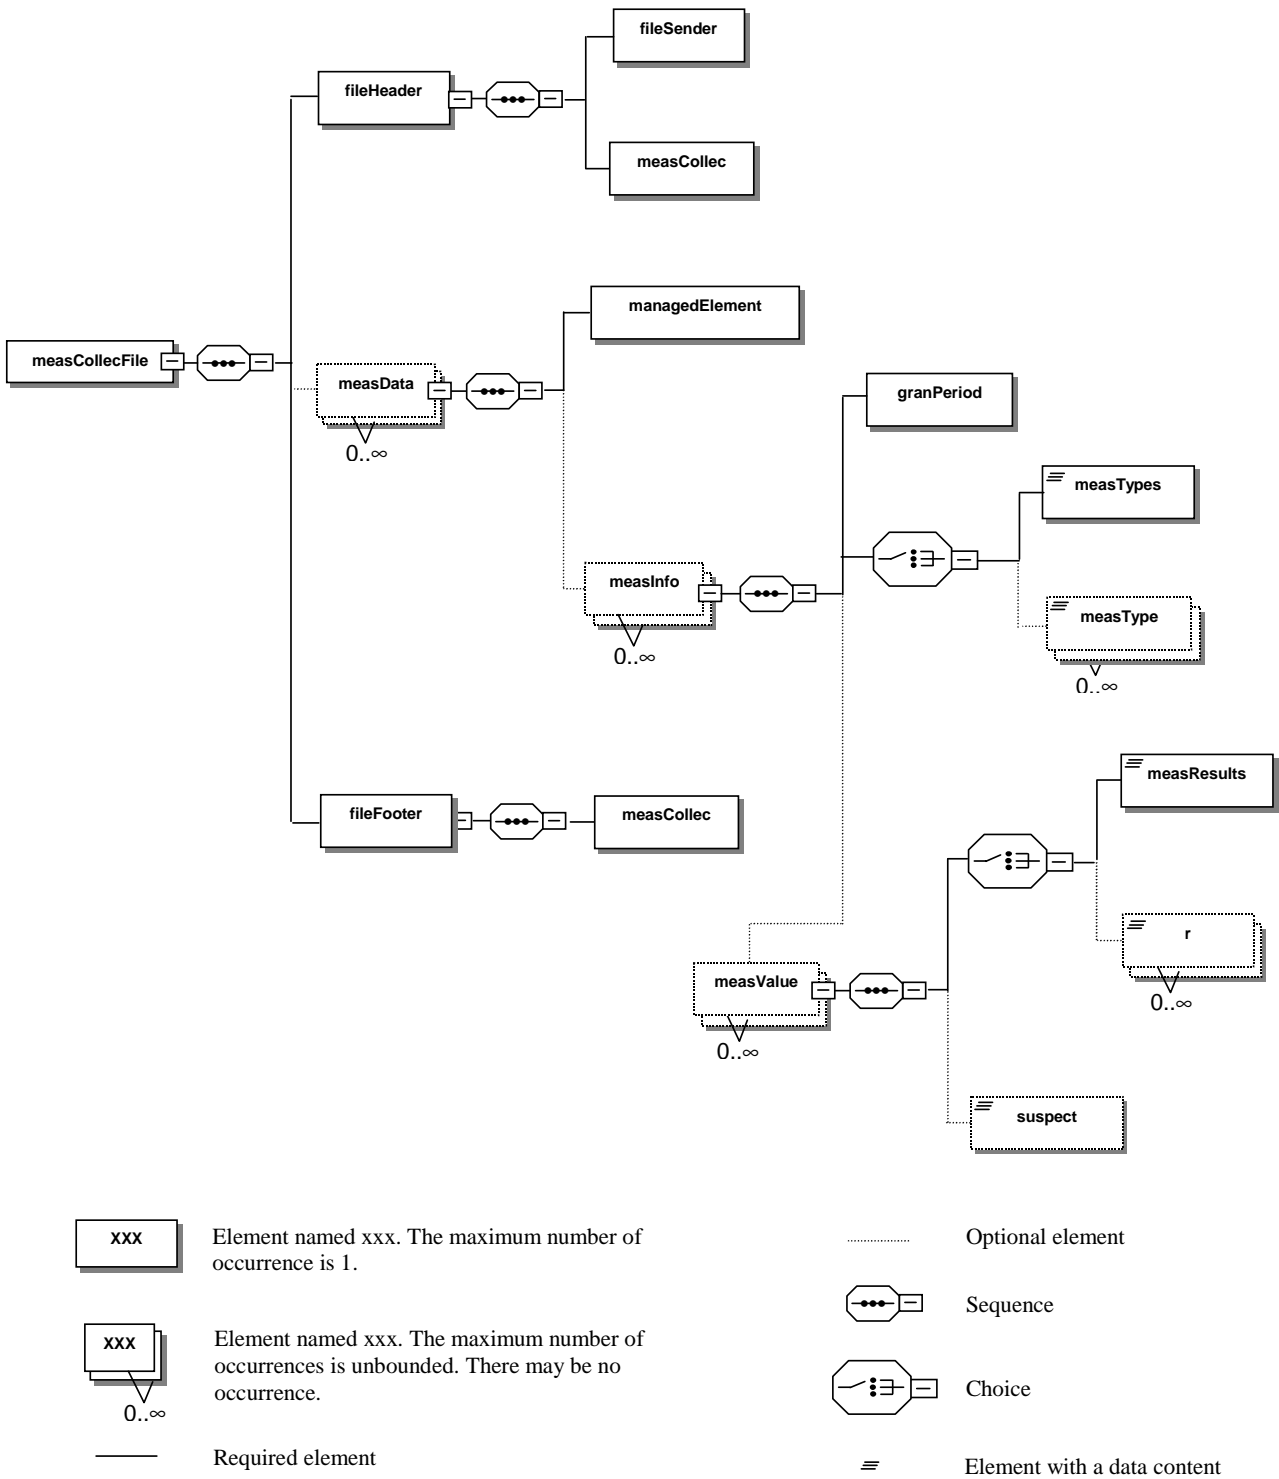 fileSender
fileHeader
measCollec
managedElement
measCollecFile
measData
0..∞
granPeriod
measTypes
measInfo
0..∞
measType
0..∞
measResults
fileFooter
measCollec
r
0..∞
measValue
0..∞
suspect
XXX
Element named xxx. The maximum number of
occurrence is 1.
XXX
0..∞
Element named xxx. The maximum number of
occurrences is unbounded. There may be no
occurrence.
Required element
Optional element
Sequence
Choice
Element with a data content